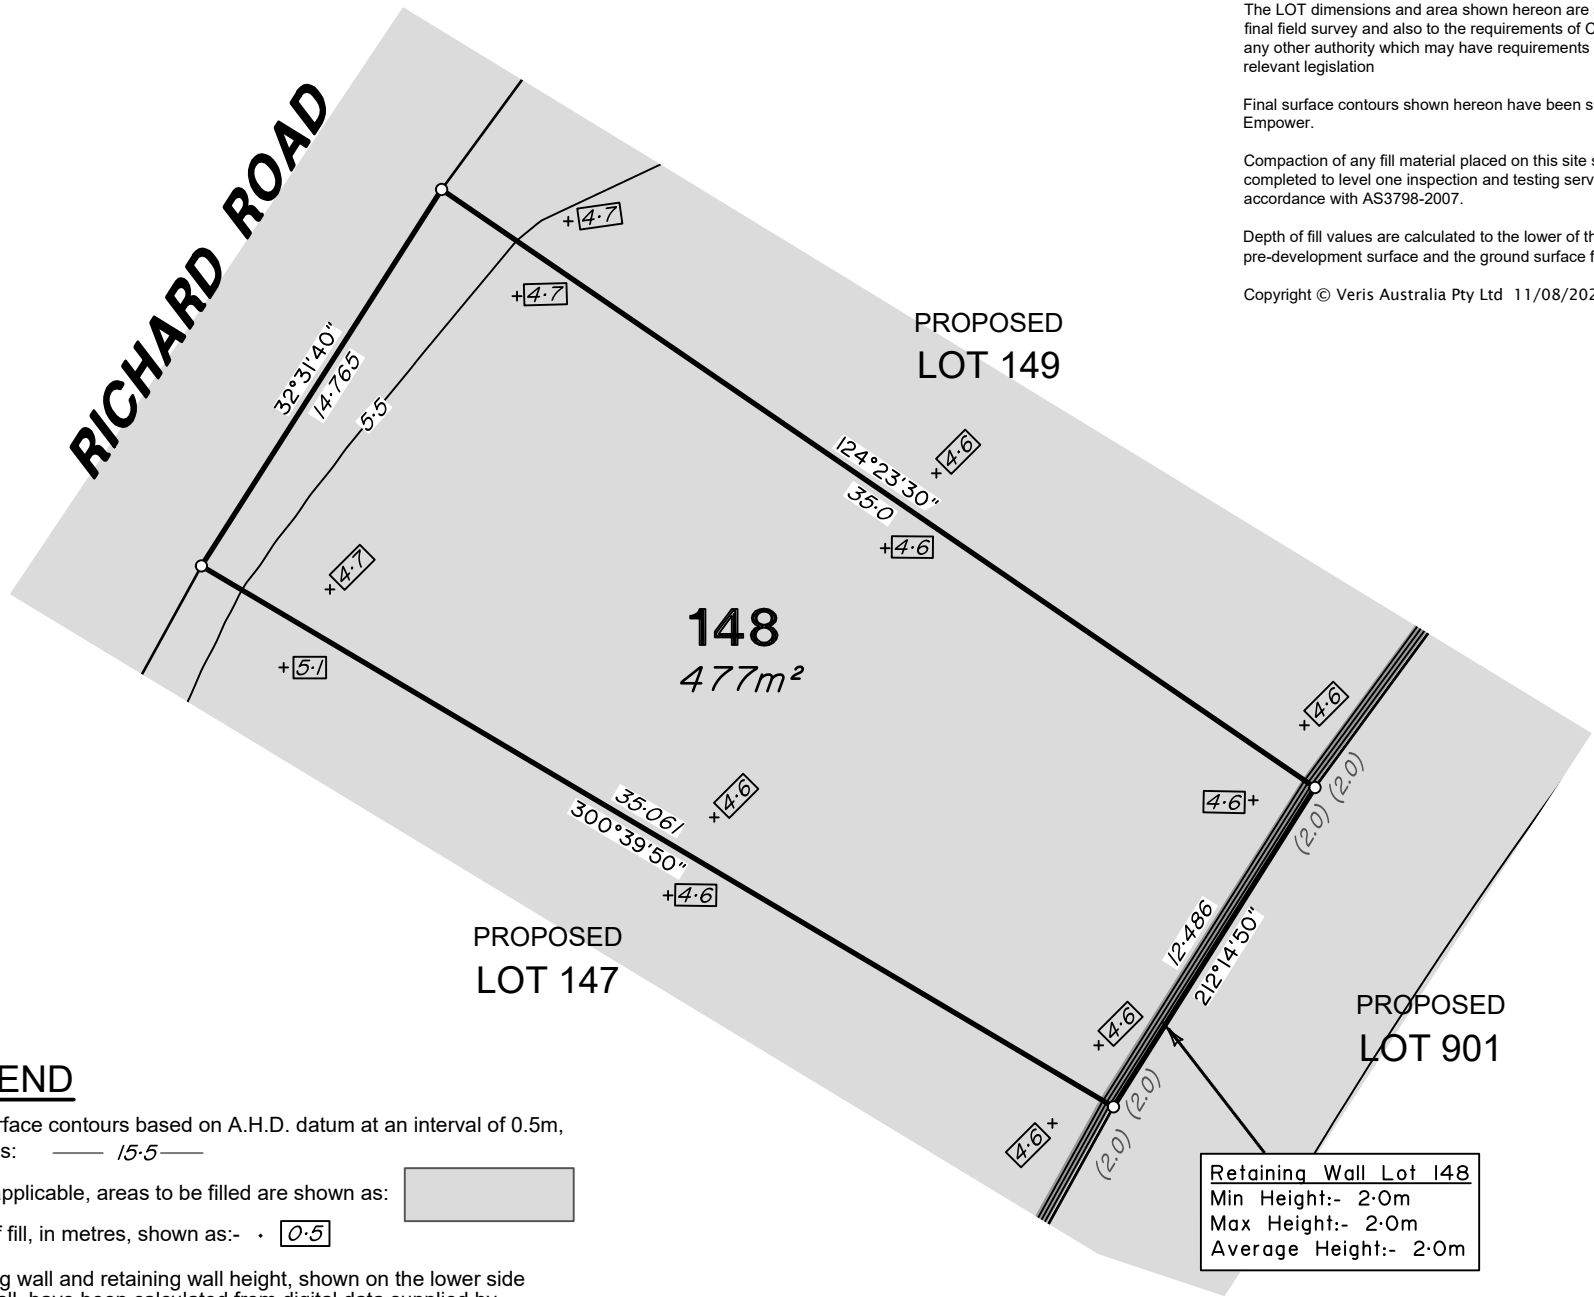 The LOT dimensions and area shown hereon are
final field survey and also to the requirements of
any other authority which may have requirements
relevant legislation
Final surface contours shown hereon have been
Empower.
Compaction of any fill material placed on this site
completed to level one inspection and testing
accordance with AS3798-2007.
Depth of fill values are calculated to the lower of
pre-development surface and the ground surface
Copyright © Veris Australia Pty Ltd 11/08/202
RICHARD ROAD
4·7
4·7
32°31'40"
14·765
5·5
PROPOSED
LOT 149
4·6
124°23'30"
35·0
4·6
4·7
5·1
148
477m²
4·6
4·6
(2.0)
(2.0)
4·6
35·061
300°39'50"
4·6
12·486
212°14'50"
PROPOSED
LOT 147
PROPOSED
LOT 901
4·6
4·6
(2.0)
(2.0)
Retaining Wall Lot 148
Min Height:- 2·0m
Max Height:- 2·0m
Average Height:- 2·0m
END
rface contours based on A.H.D. datum at an interval of 0.5m,
s: 15·5
applicable, areas to be filled are shown as:
f fill, in metres, shown as:- · 0·5
g wall and retaining wall height, shown on the lower side
all, have been calculated from digital data supplied by